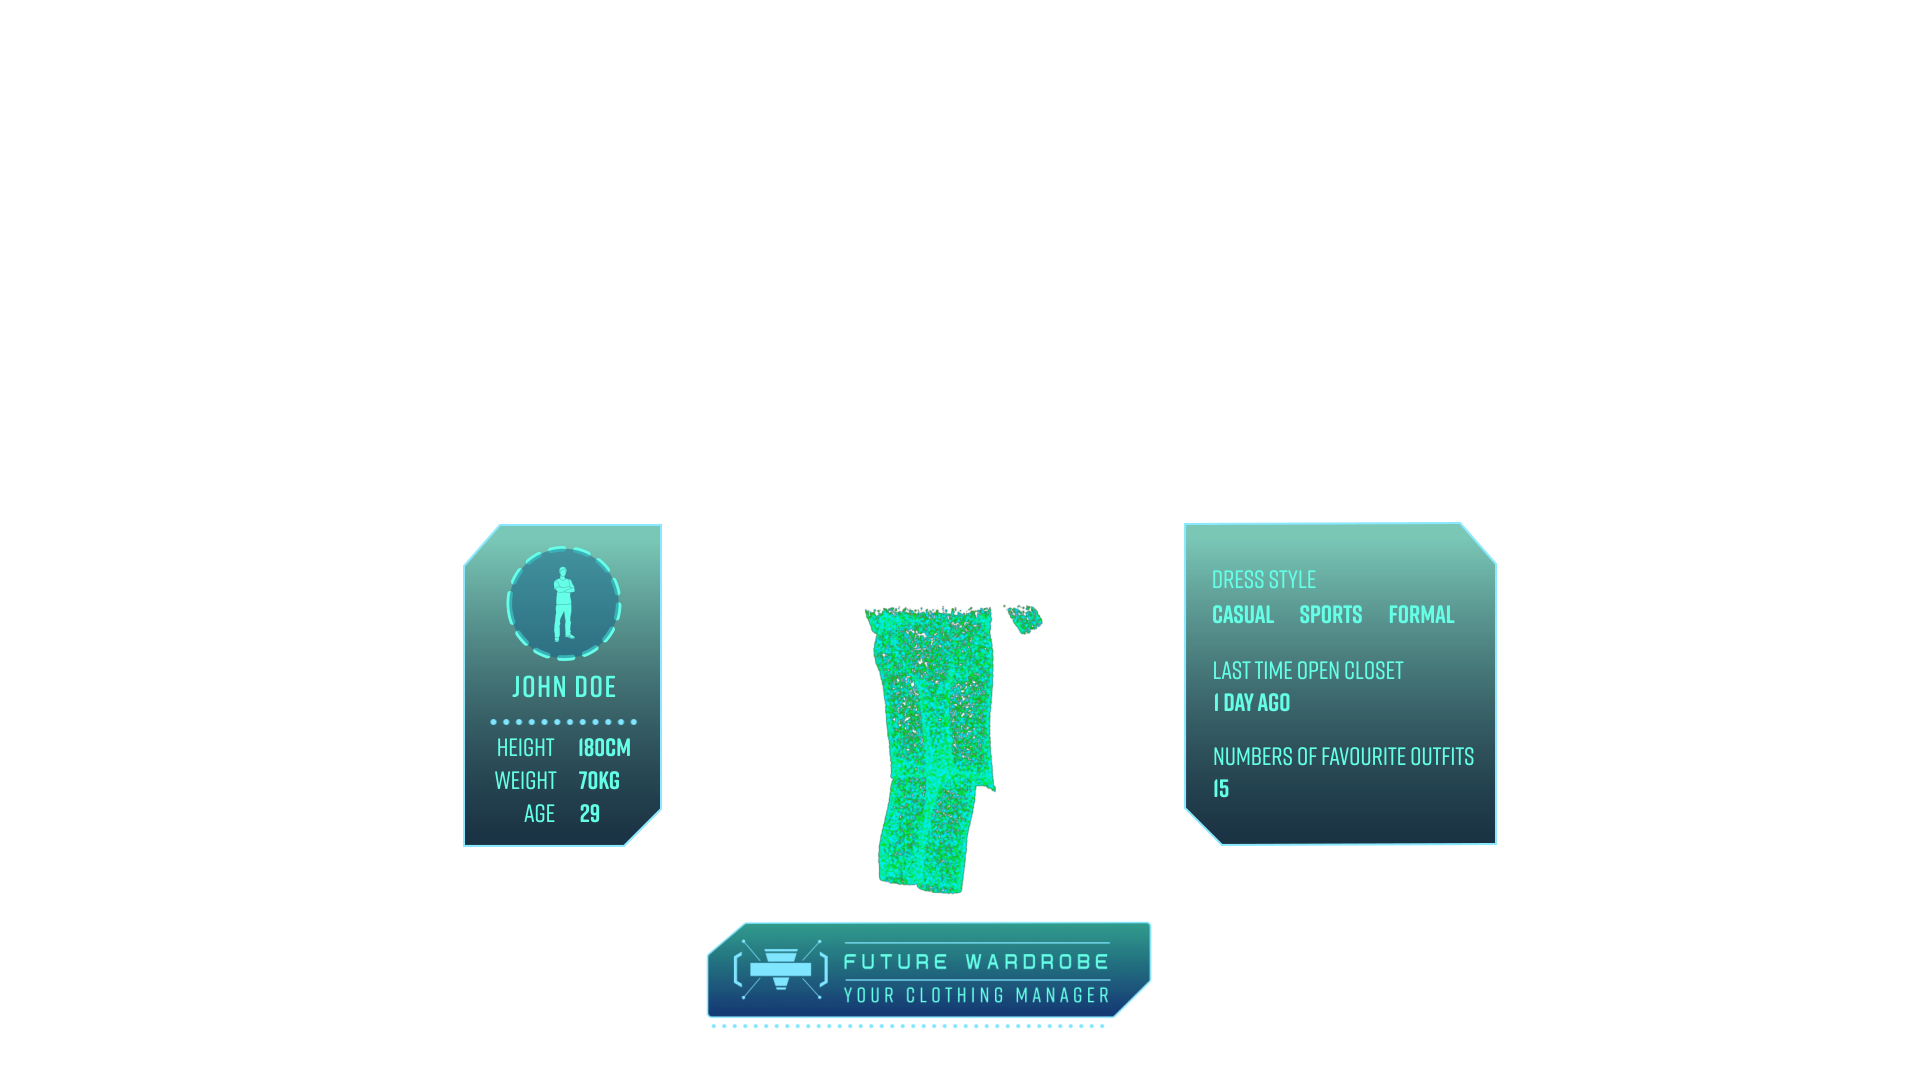 JOHN DOE
HEIGHT 180CM
WEIGHT 70KG
AGE 29
DRESS STYLE
CASUAL SPORTS FORMAL
LAST TIME OPEN CLOSET
1 DAY AGO
NUMBERS OF FAVOURITE OUTFITS
15
FUTURE WARDROBE
YOUR CLOTHING MANAGER